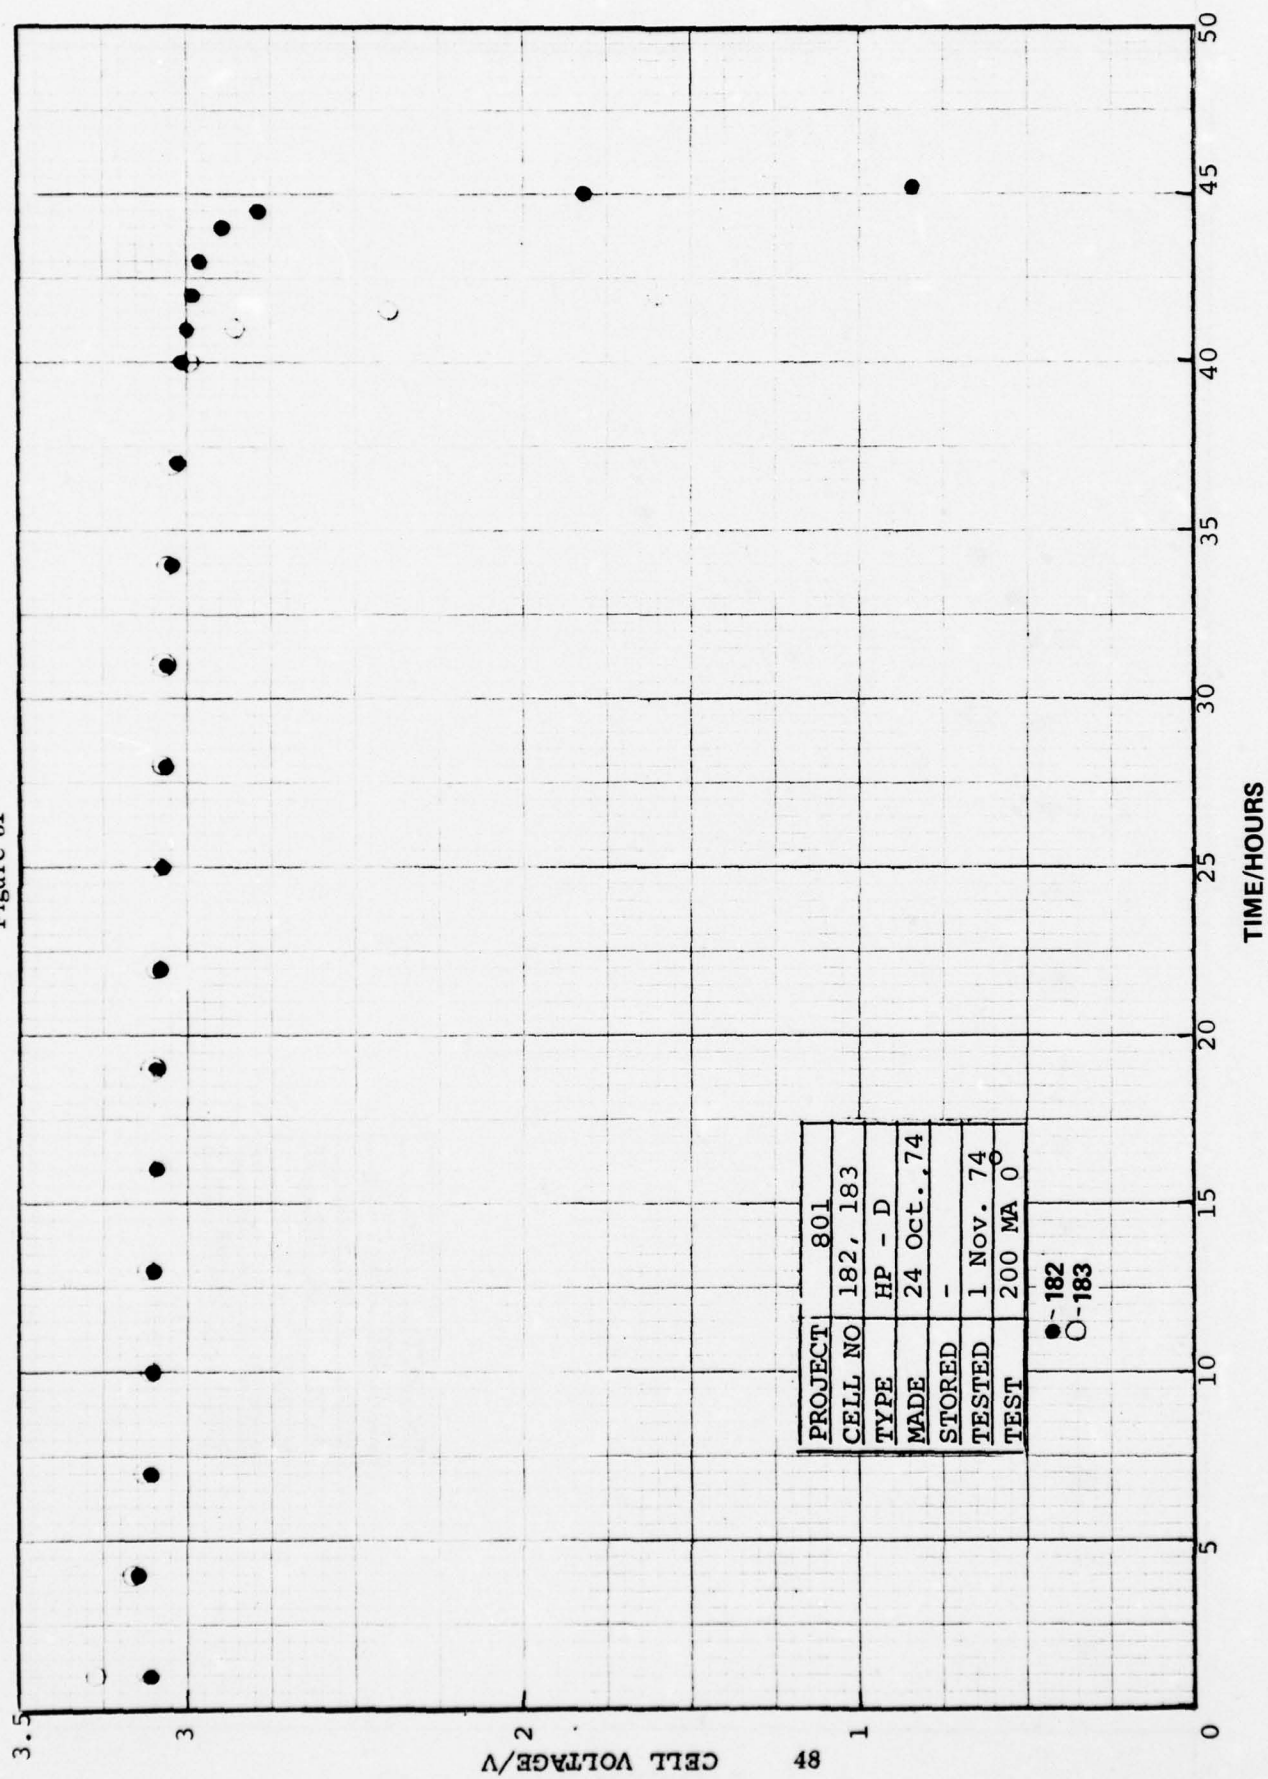 Figure
3.5
3
2
1
0
CELL VOLTAGE/V
5
10
15
20
25
30
35
40
45
50
TIME/HOURS
PROJECT 801
CELL NO 182, 183
TYPE HP - D
MADE 24 Oct., 74
STORED -
TESTED 1 Nov. 74
TEST 200 MA 0°
●-182
○-183
48